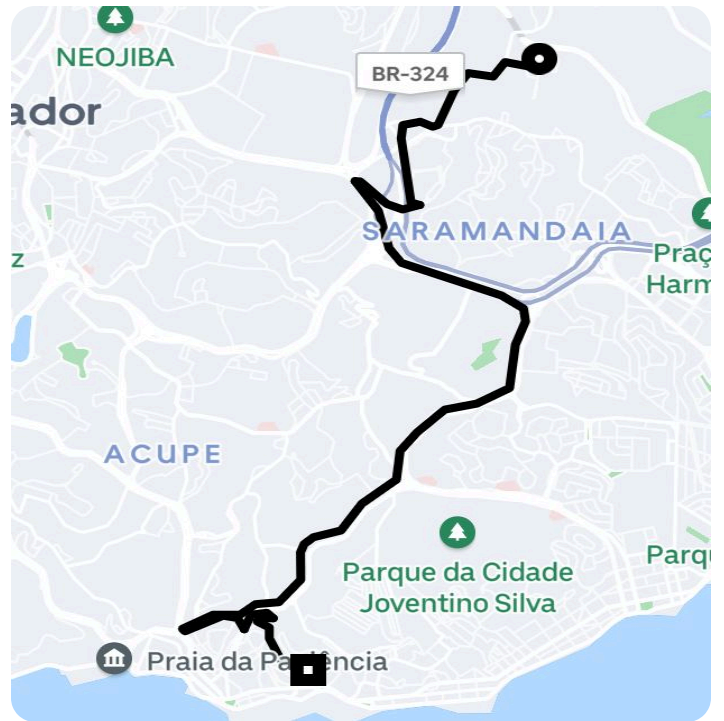 NEOJIBA
BR-324
ador
SARAMANDAIA
Praç
Harm
z
ACUPE
Parque da Cidade
Joventino Silva
Parqu
Praia da Pa ência